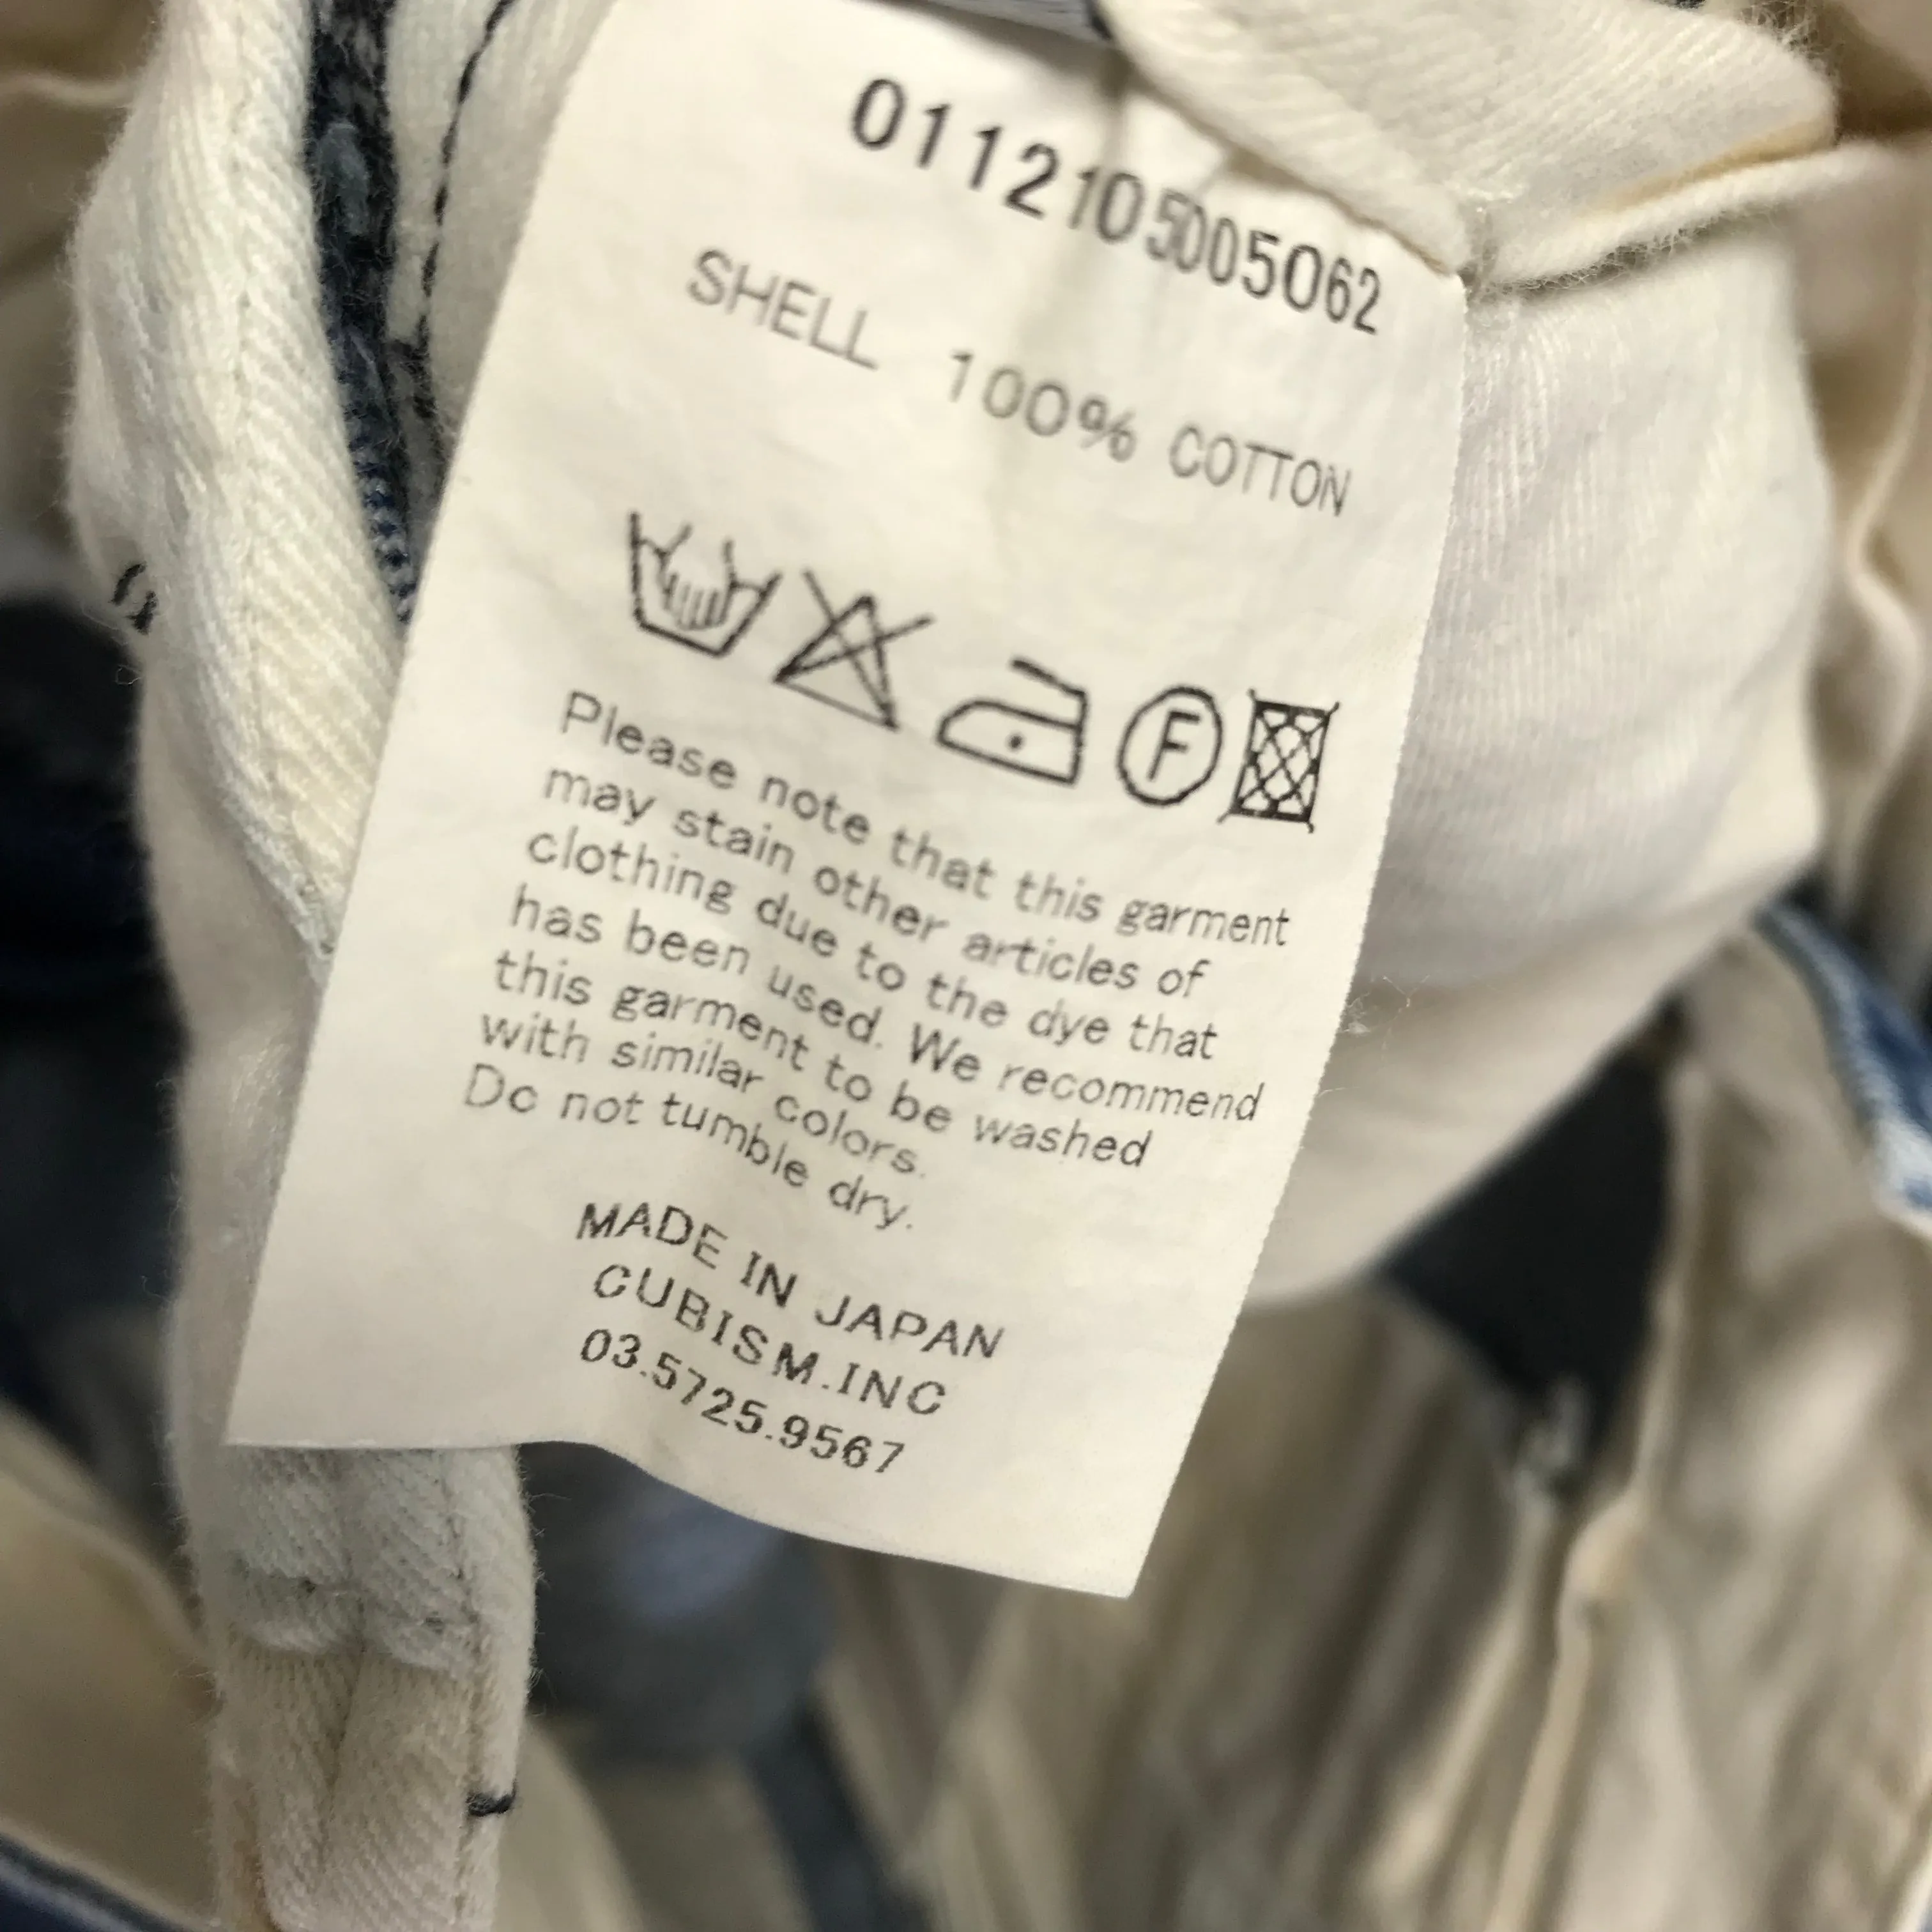 0112105005062
SHELL 100% COTTON
F
Please note that this garment
may stain other articles of
clothing due to the dye that
has been used. We recommend
this garment to be washed
with similar colors.
Do not tumble dry.
MADE IN JAPAN
CUBISM.INC
03.5725.9567